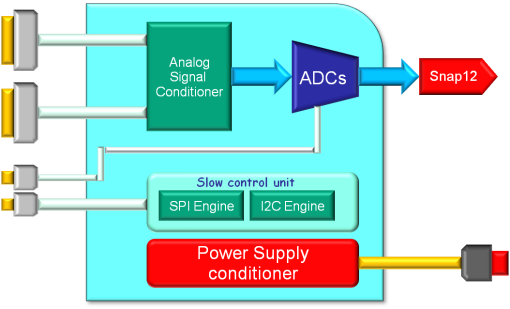 Analog
Signal
Conditioner
ADCs
Snap12
Slow control unit
SPI Engine
I2C Engine
Power Supply
conditioner